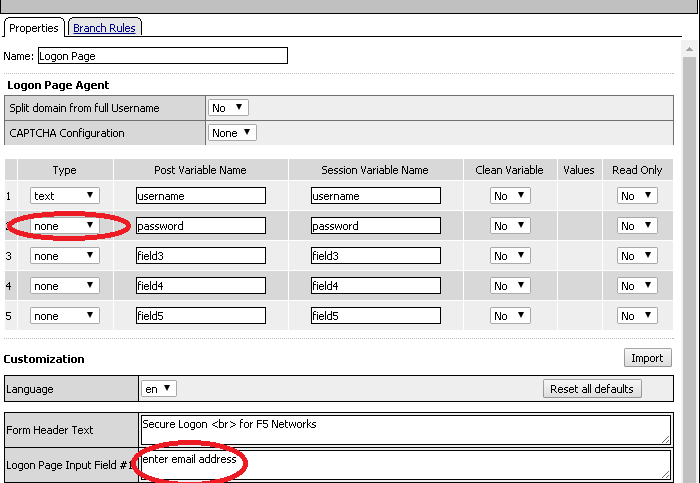 Properties Branch Rules
Name: Logon Page
Logon Page Agent
Split domain from full Username No
CAPTCHA Configuration None
Type Post Variable Name Session Variable Name Clean Variable Values Read Only
1 text username username No No
2 none password password No No
3 none field3 field3 No No
4 none field4 field4 No No
5 none field5 field5 No No
Customization Import
Language en Reset all defaults
Form Header Text Secure Logon <br> for F5 Networks
Logon Page Input Field #1 enter email address